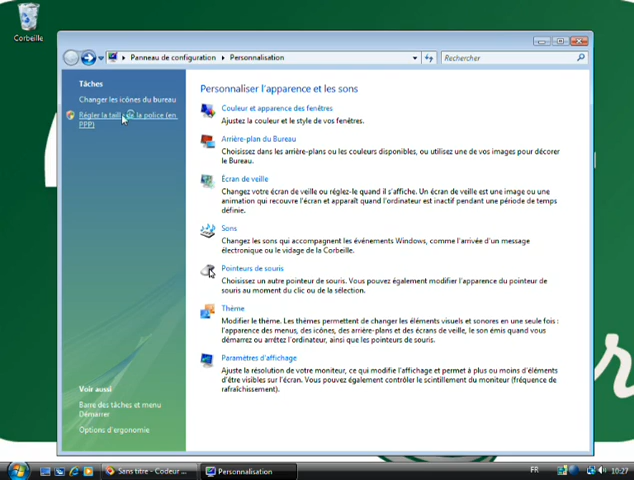 Corbeille
Panneau de configuration
Personnalisation
Rechercher
Tâches
Changer les icônes du bureau
Régler la taille de la police (en
PPP)
Personnaliser l'apparence et les sons
Couleur et apparence des fenêtres
Ajustez la couleur et le style de vos fenêtres.
Arrière-plan du Bureau
Choisissez dans les arrière-plans ou les couleurs disponibles, ou utilisez une de vos images pour décorer
le Bureau.
Écran de veille
Changez votre écran de veille ou réglez-le quand il s'affiche. Un écran de veille est une image ou une
animation qui recouvre l'écran et apparaît quand l'ordinateur est inactif pendant une période de temps
définie.
Sons
Changez les sons qui accompagnent les événements Windows, comme l'arrivée d'un message
électronique ou le vidage de la Corbeille.
Pointeurs de souris
Choisissez un autre pointeur de souris. Vous pouvez également modifier l'apparence du pointeur de
souris au moment du clic ou de la sélection.
Thème
Modifier le thème. Les thèmes permettent de changer les éléments visuels et sonores en une seule fois :
l'apparence des menus, des icônes, des arrière-plans et des écrans de veille, le son émis quand vous
démarrez ou arrêtez l'ordinateur, ainsi que les pointeurs de souris.
Paramètres d'affichage
Ajuste la résolution de votre moniteur, ce qui modifie l'affichage et permet à plus ou moins d'éléments
d'être visibles sur l'écran. Vous pouvez également contrôler le scintillement du moniteur (fréquence de
rafraîchissement).
Voir aussi
Barre des tâches et menu
Démarrer
Options d'ergonomie
Sans titre - Codeur ...
Personnalisation
FR
10:27